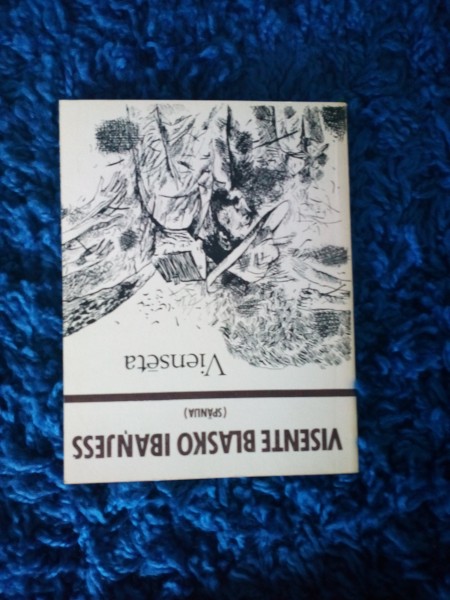 VISENTE BLASKO IBAŅJESS
(SPĀNIJA)
Viensēta